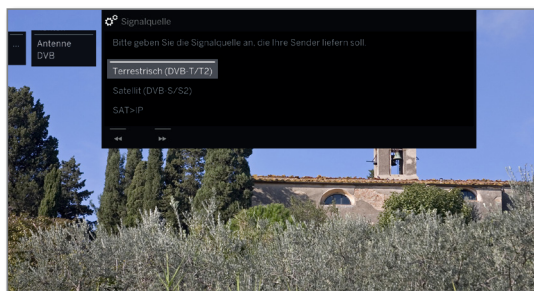 Signalquelle
...
Antenne
DVB
Bitte geben Sie die Signalquelle an, die Ihre Sender liefern soll.
Terrestrisch (DVB-T/T2)
Satellit (DVB-S/S2)
SAT>IP